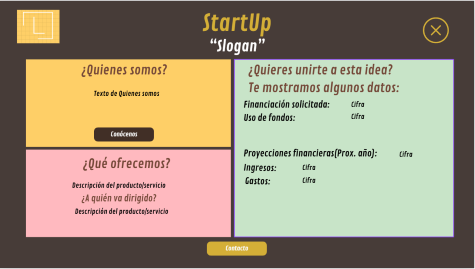 StartUp
“Slogan”
¿Quienes somos?
Texto de Quienes somos
Conócenos
¿Qué ofrecemos?
Descripción del producto/servicio
¿A quién va dirigido?
Descripción del producto/servicio
¿Quieres unirte a esta idea?
Te mostramos algunos datos:
Financiación solicitada: Cifra
Uso de fondos: Cifra
Proyecciones financieras(Prox. año): Cifra
Ingresos: Cifra
Gastos: Cifra
Contacto